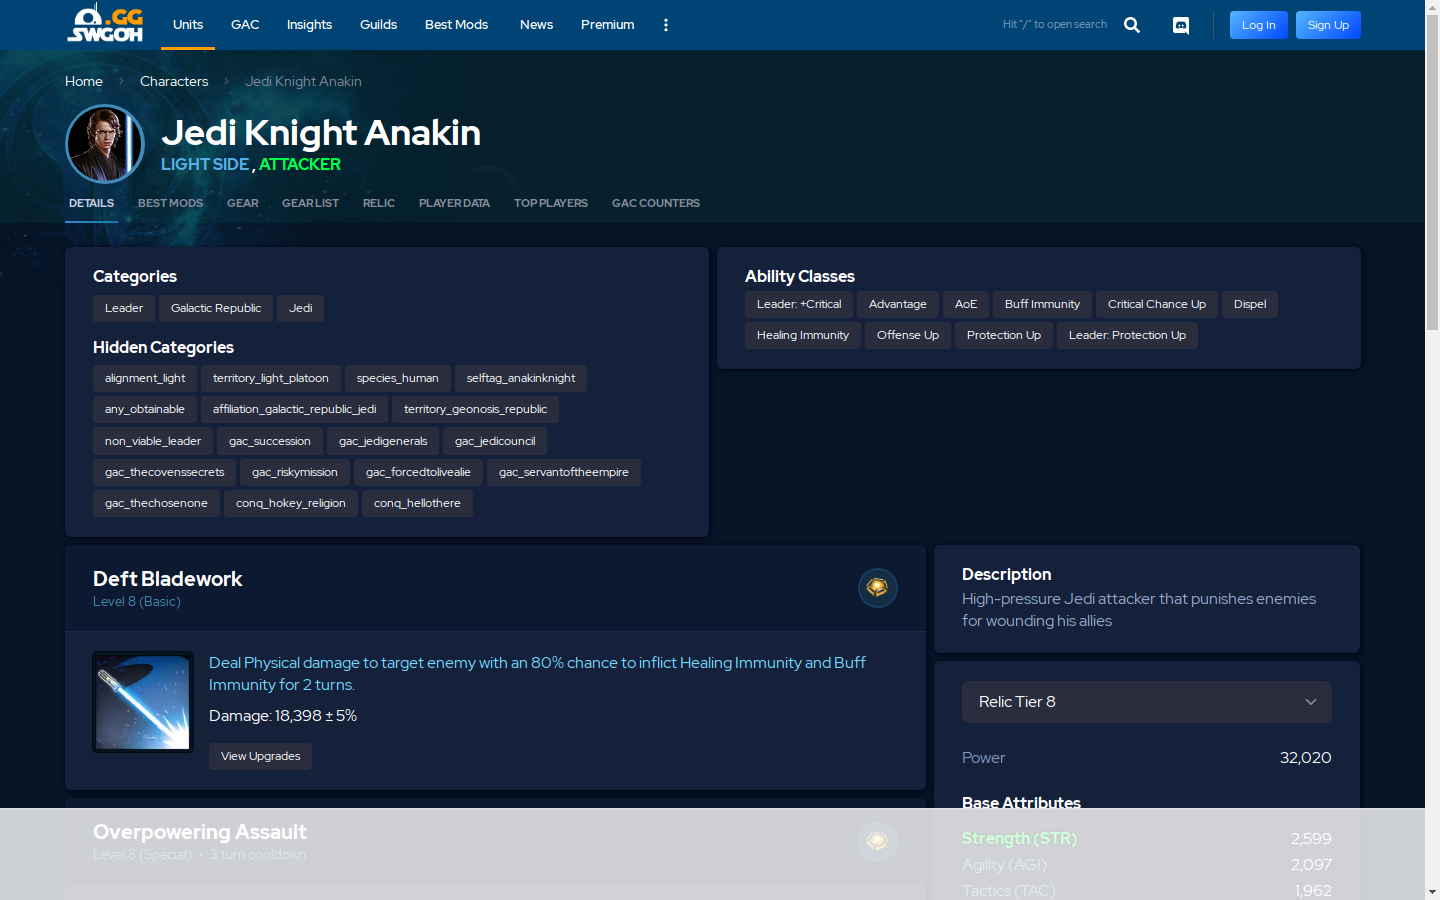 .GG
SWGOH
Units
GAC
Insights
Guilds
Best Mods
News
Premium
Hit "/" to open search
Log In
Sign Up
Home
Characters
Jedi Knight Anakin
Jedi Knight Anakin
LIGHT SIDE , ATTACKER
DETAILS
BEST MODS
GEAR
GEAR LIST
RELIC
PLAYER DATA
TOP PLAYERS
GAC COUNTERS
Categories
Leader
Galactic Republic
Jedi
Hidden Categories
alignment_light
territory_light_platoon
species_human
selftag_anakinknight
any_obtainable
affiliation_galactic_republic_jedi
territory_geonosis_republic
non_viable_leader
gac_succession
gac_jedigenerals
gac_jedicouncil
gac_thecovenssecrets
gac_riskymission
gac_forcedtolivealie
gac_servantoftheempire
gac_thechosenone
conq_hokey_religion
conq_hellothere
Ability Classes
Leader: +Critical
Advantage
AoE
Buff Immunity
Critical Chance Up
Dispel
Healing Immunity
Offense Up
Protection Up
Leader: Protection Up
Deft Bladework
Level 8 (Basic)
Deal Physical damage to target enemy with an 80% chance to inflict Healing Immunity and Buff
Immunity for 2 turns.
Damage: 18,398 ± 5%
View Upgrades
Overpowering Assault
Level 8 (Special) • 3 turn cooldown
Description
High-pressure Jedi attacker that punishes enemies
for wounding his allies
Relic Tier 8
Power 32,020
Base Attributes
Strength (STR) 2,599
Agility (AGI) 2,097
Tactics (TAC) 1,962